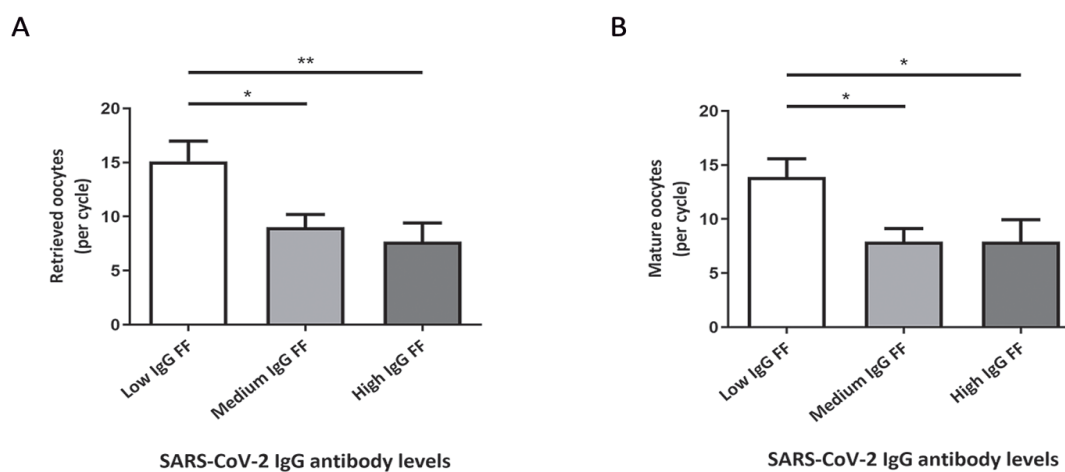 A
**
*
20
15
10
5
0
Retrieved oocytes
(per cycle)
Low IgG FF
Medium IgG FF
High IgG FF
SARS-CoV-2 IgG antibody levels
B
*
*
20
15
10
5
0
Mature oocytes
(per cycle)
Low IgG FF
Medium IgG FF
High IgG FF
SARS-CoV-2 IgG antibody levels